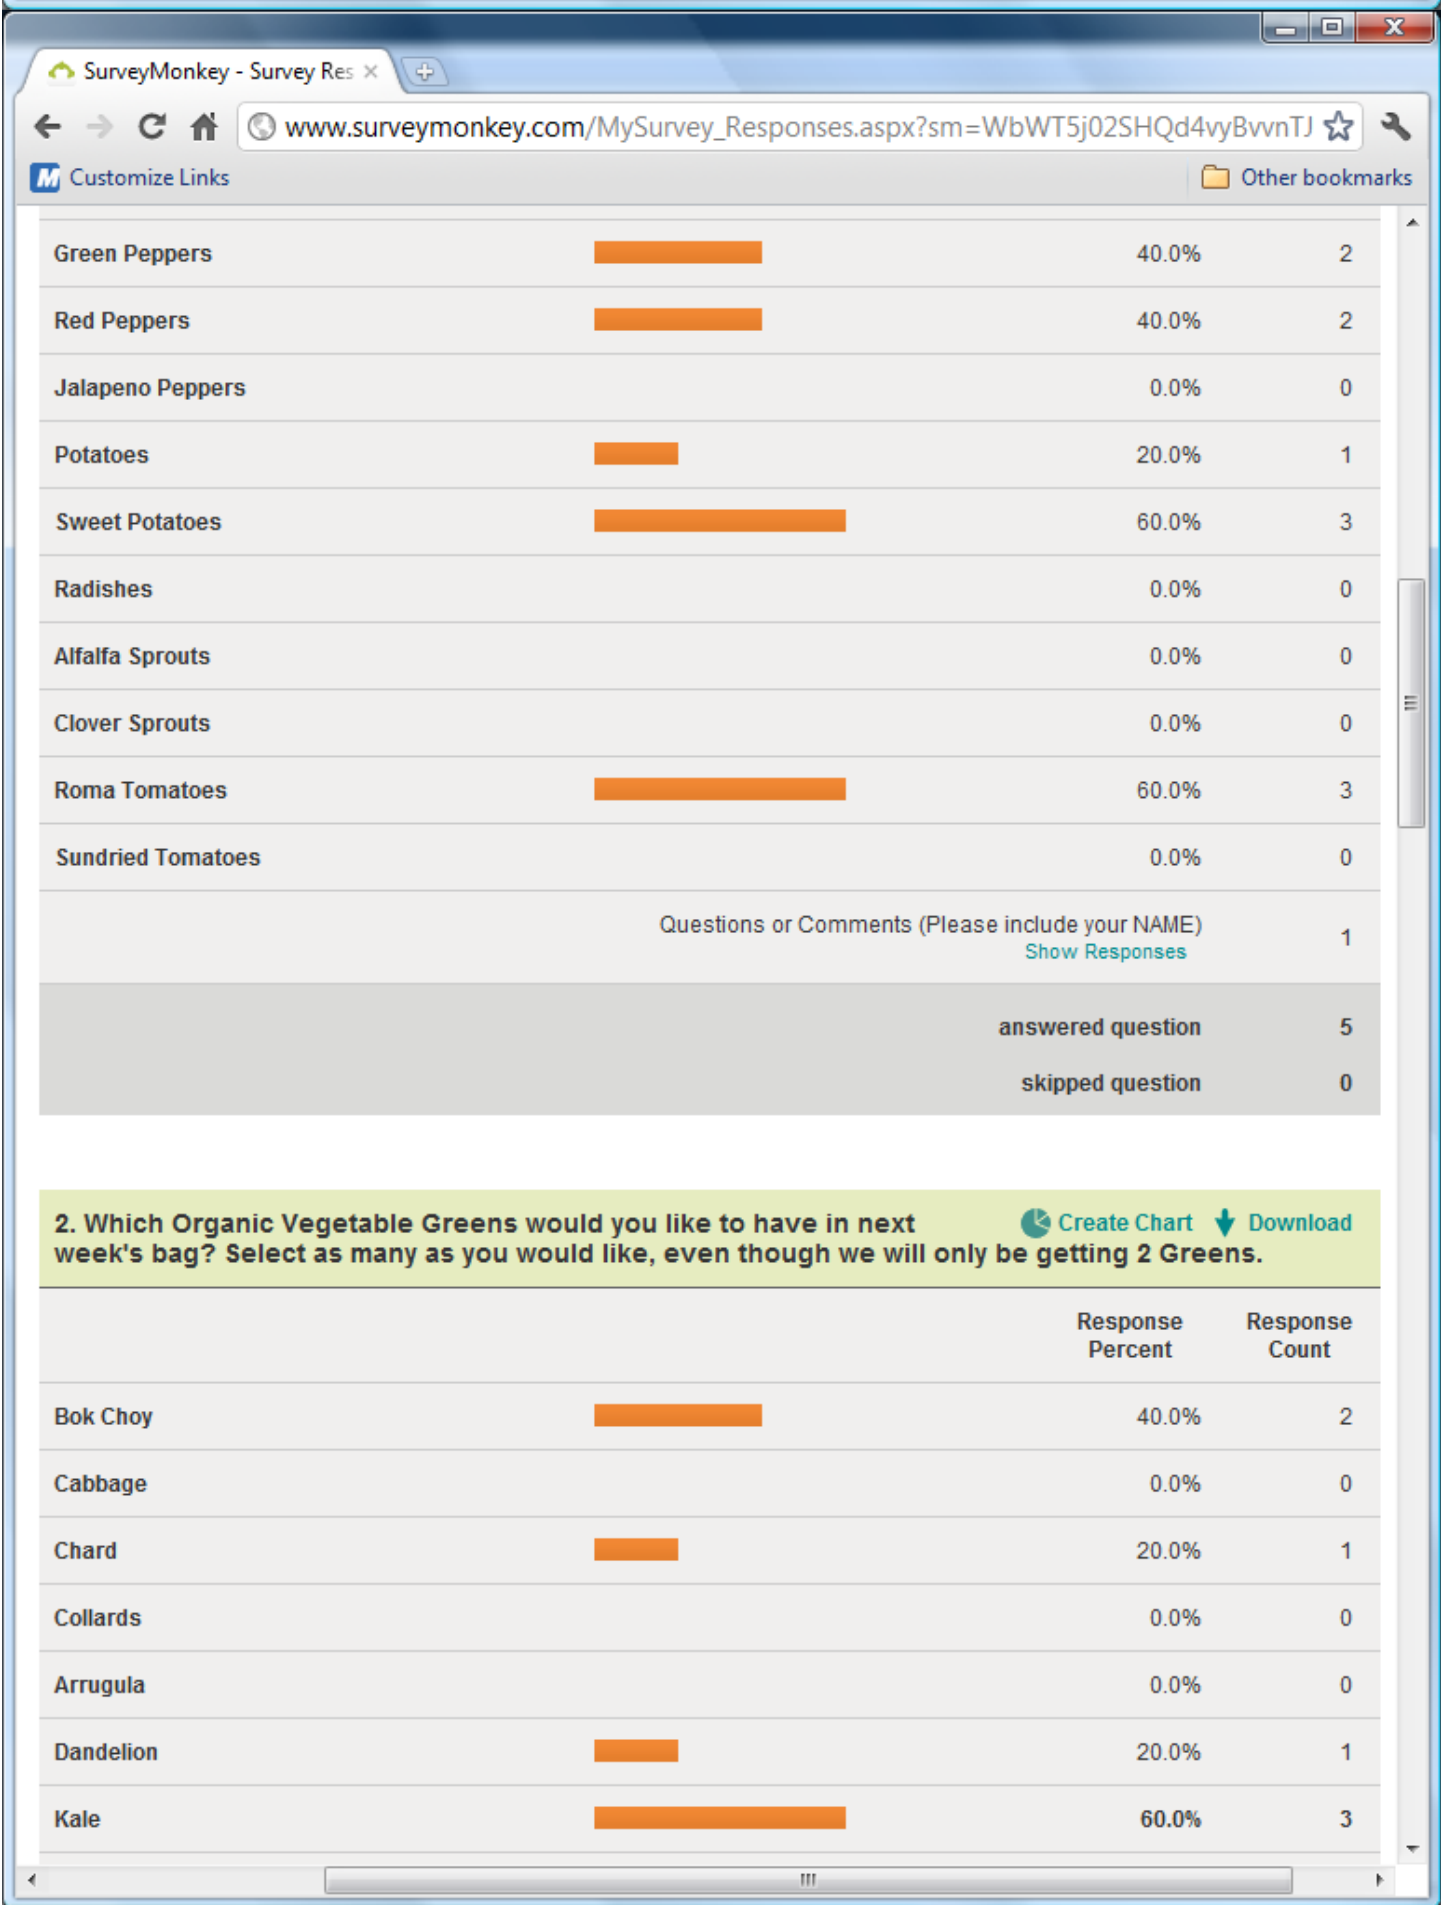 SurveyMonkey - Survey Res
www.surveymonkey.com/MySurvey_Responses.aspx?sm=WbWT5j02SHQd4vyBvvnTJ
Customize Links Other bookmarks
Green Peppers 40.0% 2
Red Peppers 40.0% 2
Jalapeno Peppers 0.0% 0
Potatoes 20.0% 1
Sweet Potatoes 60.0% 3
Radishes 0.0% 0
Alfalfa Sprouts 0.0% 0
Clover Sprouts 0.0% 0
Roma Tomatoes 60.0% 3
Sundried Tomatoes 0.0% 0
Questions or Comments (Please include your NAME) 1
Show Responses
answered question 5
skipped question 0
2. Which Organic Vegetable Greens would you like to have in next Create Chart Download
week's bag? Select as many as you would like, even though we will only be getting 2 Greens.
Response Response
Percent Count
Bok Choy 40.0% 2
Cabbage 0.0% 0
Chard 20.0% 1
Collards 0.0% 0
Arrugula 0.0% 0
Dandelion 20.0% 1
Kale 60.0% 3